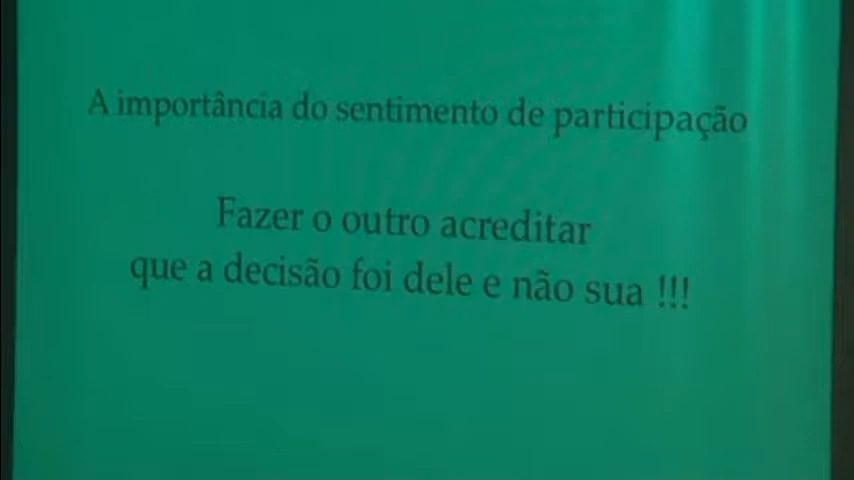 A importância do sentimento de participação
Fazer o outro acreditar
que a decisão foi dele e não sua !!!